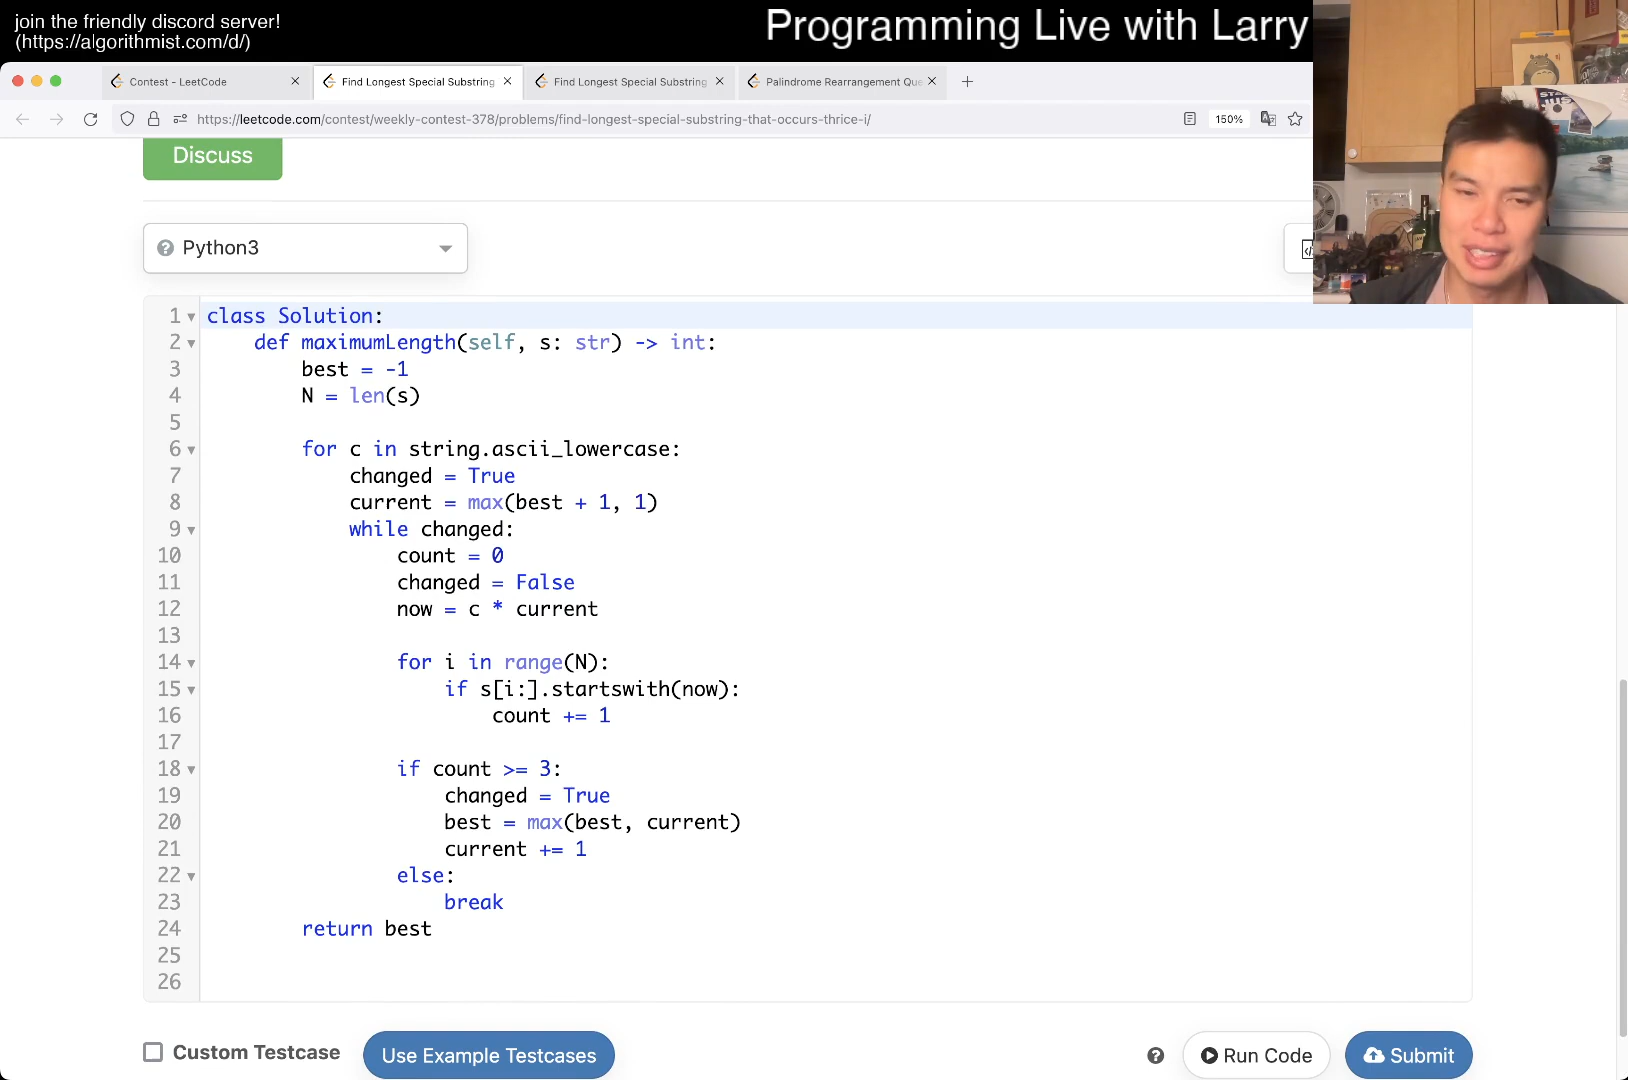 join the friendly discord server!
(https://algorithmist.com/d/)
Programming Live with Larry
Contest - LeetCode
Find Longest Special Substring
Find Longest Special Substring
Palindrome Rearrangement Que
https://leetcode.com/contest/weekly-contest-378/problems/find-longest-special-substring-that-occurs-thrice-i/
150%
Discuss
Python3
1 class Solution:
2 def maximumLength(self, s: str) -> int:
3 best = -1
4 N = len(s)
5
6 for c in string.ascii_lowercase:
7 changed = True
8 current = max(best + 1, 1)
9 while changed:
10 count = 0
11 changed = False
12 now = c * current
13
14 for i in range(N):
15 if s[i:].startswith(now):
16 count += 1
17
18 if count >= 3:
19 changed = True
20 best = max(best, current)
21 current += 1
22 else:
23 break
24 return best
25
26
Custom Testcase
Use Example Testcases
Run Code
Submit